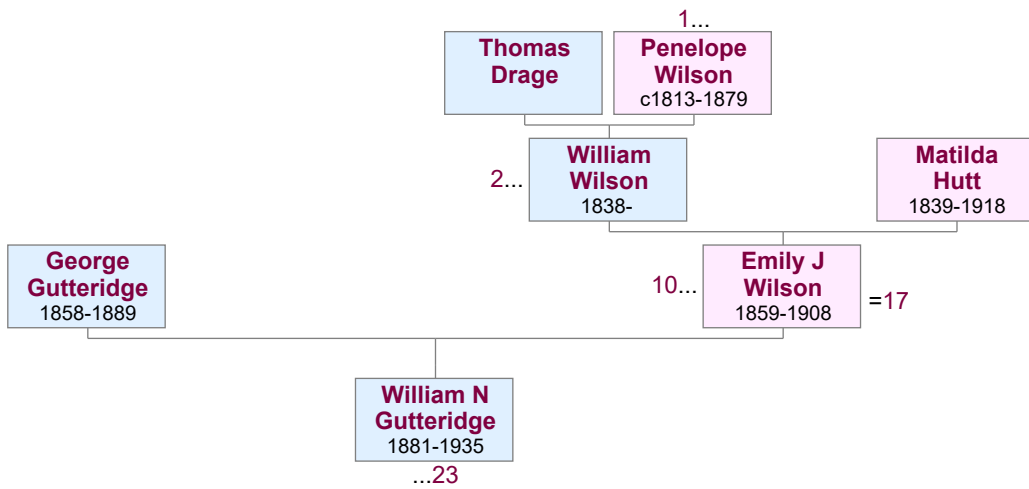 1...
Thomas
Drage
Penelope
Wilson
c1813-1879
2...
William
Wilson
1838-
Matilda
Hutt
1839-1918
George
Gutteridge
1858-1889
10...
Emily J
Wilson
1859-1908
=17
William N
Gutteridge
1881-1935
...23